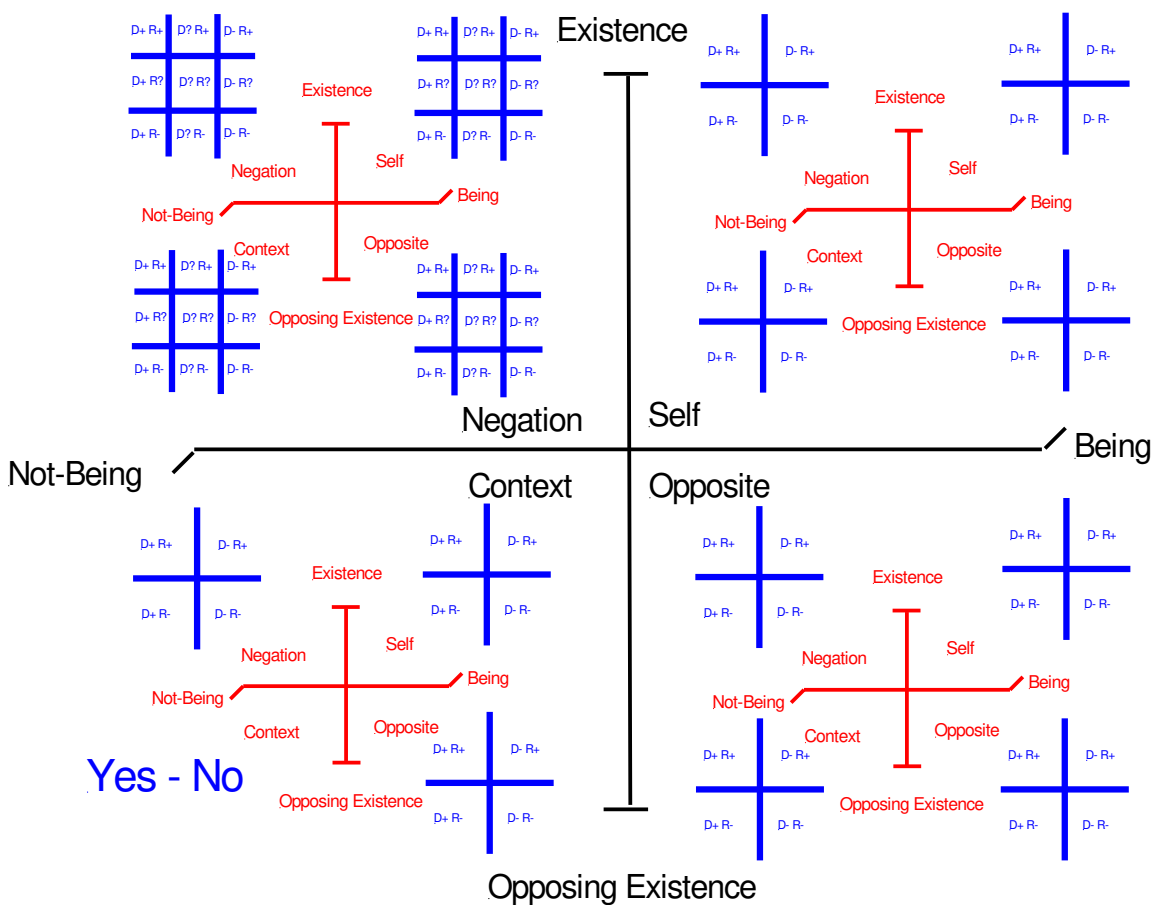 Existence
D+ R+ D? R+ D- R+
D+ R? D? R? D- R?
D+ R- D? R- D- R-
D+ R+ D? R+ D- R+
D+ R? D? R? D- R?
D+ R- D? R- D- R-
Existence
Negation Self
Not-Being Being
Context Opposite
Opposing Existence
D+ R+ D? R+ D- R+
D+ R? D? R? D- R?
D+ R- D? R- D- R-
D+ R+ D? R+ D- R+
D+ R? D? R? D- R?
D+ R- D? R- D- R-
D+ R+ D- R+
D+ R- D- R-
D+ R+ D- R+
D+ R- D- R-
Existence
Negation Self
Not-Being Being
Context Opposite
Opposing Existence
D+ R+ D- R+
D+ R- D- R-
D+ R+ D- R+
D+ R- D- R-
Negation Self
Not-Being Being
Context Opposite
D+ R+ D- R+
D+ R- D- R-
D+ R+ D- R+
D+ R- D- R-
Existence
Negation Self
Not-Being Being
Context Opposite
Opposing Existence
Yes - No
D+ R+ D- R+
D+ R- D- R-
D+ R+ D- R+
D+ R- D- R-
D+ R+ D- R+
D+ R- D- R-
Existence
Negation Self
Not-Being Being
Context Opposite
Opposing Existence
D+ R+ D- R+
D+ R- D- R-
D+ R+ D- R+
D+ R- D- R-
Opposing Existence